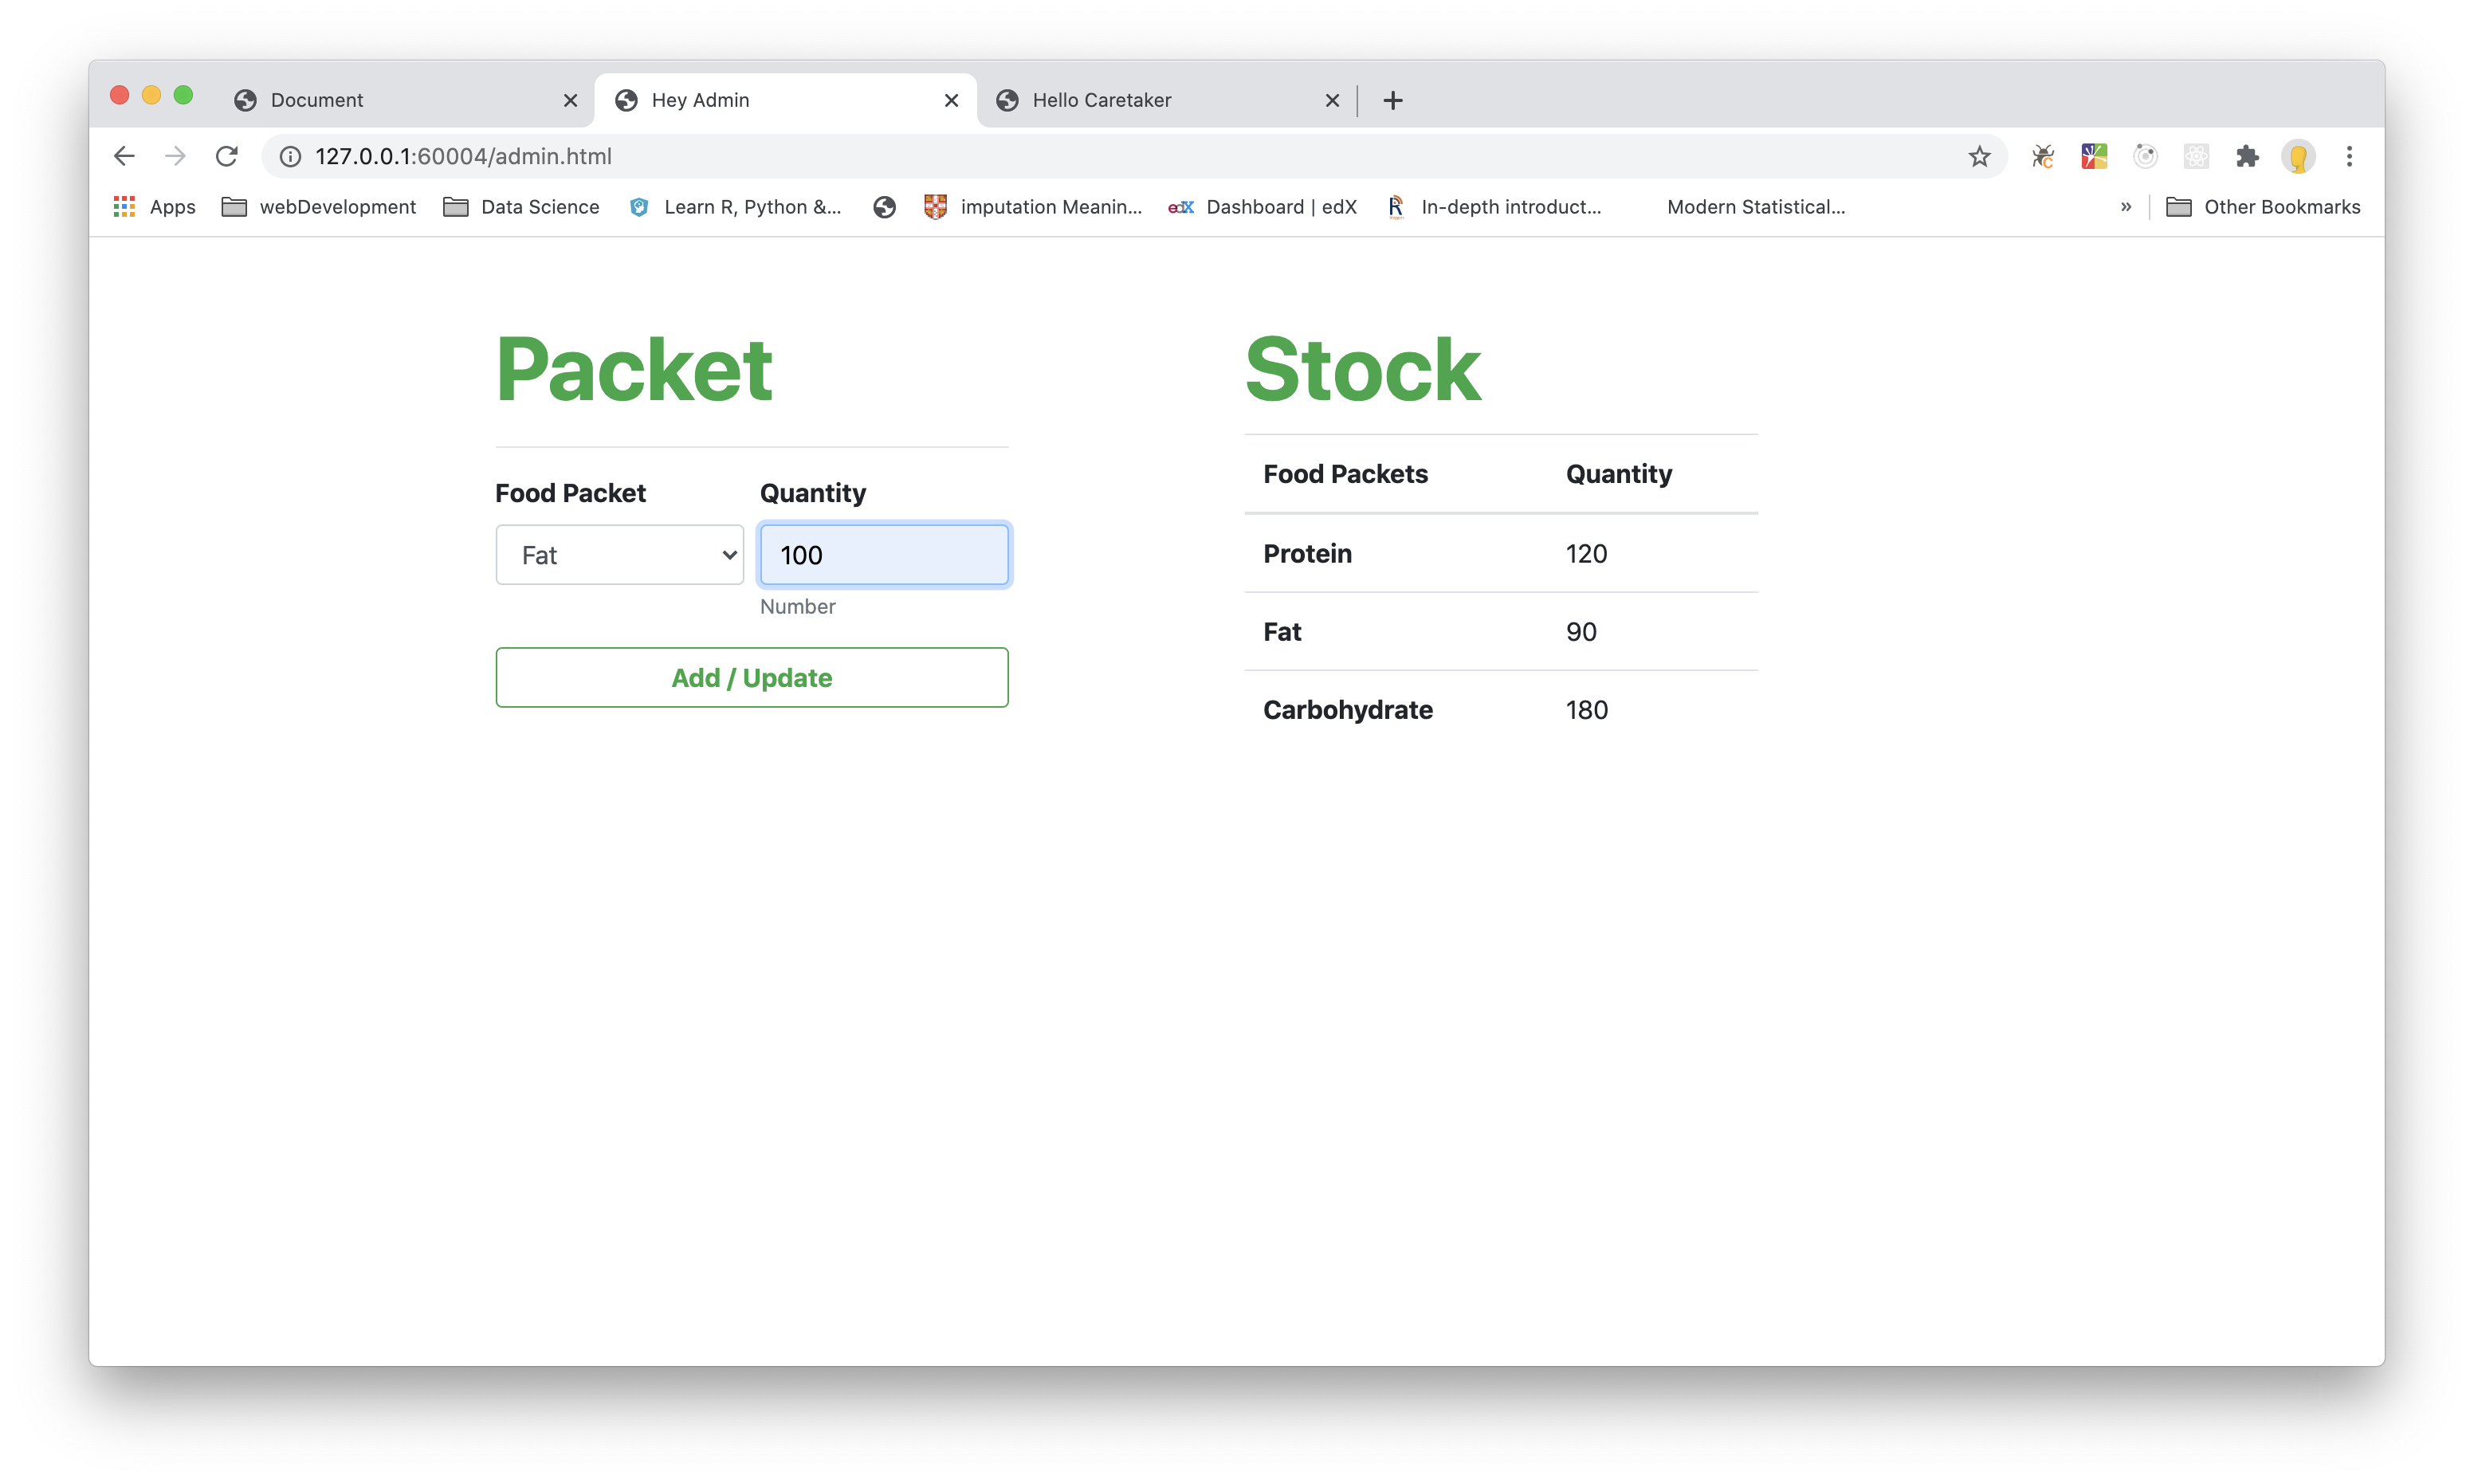 Document
Hey Admin
Hello Caretaker
127.0.0.1:60004/admin.html
Apps
webDevelopment
Data Science
Learn R, Python &...
imputation Meanin...
edX
Dashboard | edX
R
In-depth introduct...
Modern Statistical...
»
Other Bookmarks
Packet
Food Packet
Quantity
Fat
100
Number
Add / Update
Stock
Food Packets Quantity
Protein 120
Fat 90
Carbohydrate 180